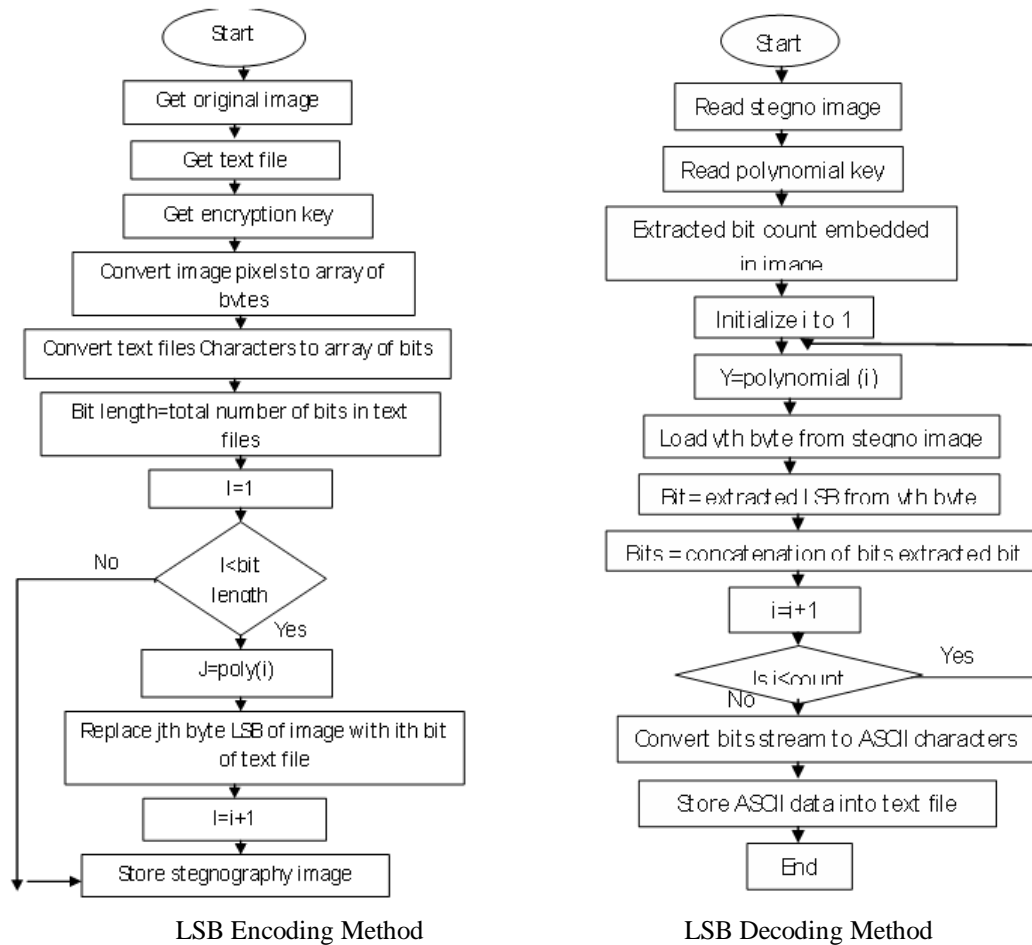 Start
Get original image
Get text file
Get encryption key
Convert image pixels to array of
bytes
Convert text files Characters to array of bits
Bit length=total number of bits in text
files
I=1
I<bit
length
No
Yes
J=poly(i)
Replace jth byte LSB of image with ith bit
of text file
I=i+1
Store stegnography image
LSB Encoding Method
Start
Read stegno image
Read polynomial key
Extracted bit count embedded
in image
Initialize i to 1
Y=polynomial (i)
Load yth byte from stegno image
Bit= extracted LSB from yth byte
Bits = concatenation of bits extracted bit
i=i+1
Is i<count
Yes
No
Convert bits stream to ASCII characters
Store ASCII data into text file
End
LSB Decoding Method